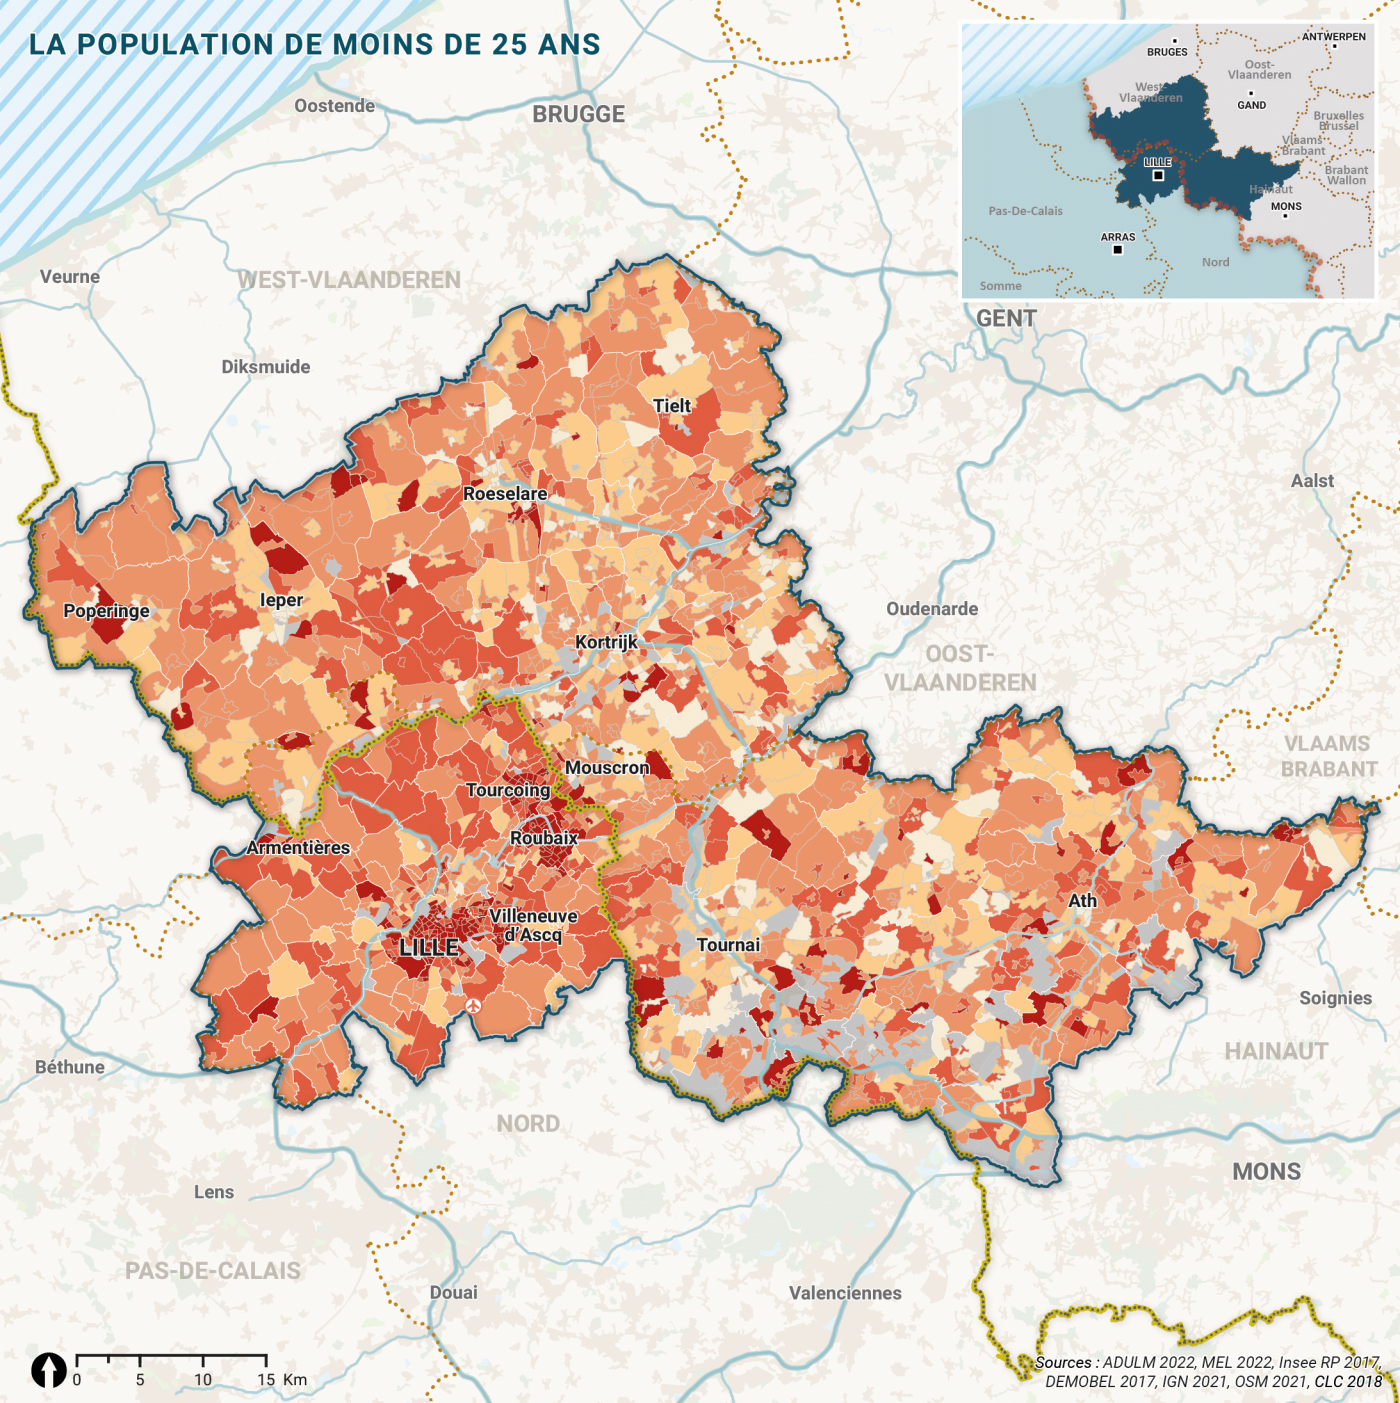 LA POPULATION DE MOINS DE 25 ANS
Oostende
BRUGGE
Veurne
WEST-VLAANDEREN
Diksmuide
BRUGES
ANTWERPEN
Oost-
Vlaanderen
West-
Vlaanderen
GAND
Bruxelles
Brussel
Vlaams
Brabant
LILLE
Brabant
Wallon
Hainaut
MONS
Pas-De-Calais
ARRAS
Nord
Somme
GENT
Tielt
Aalst
Roeselare
Poperinge
Ieper
Oudenarde
Kortrijk
OOST-
VLAANDEREN
VLAAMS
BRABANT
Mouscron
Tourcoing
Roubaix
Armentières
Ath
Villeneuve
d'Ascq
LILLE
Tournai
Soignies
HAINAUT
Béthune
NORD
MONS
Lens
PAS-DE-CALAIS
Douai
Valenciennes
0 5 10 15 Km
Sources : ADULM 2022, MEL 2022, Insee RP 2017,
DEMOBEL 2017, IGN 2021, OSM 2021, CLC 2018